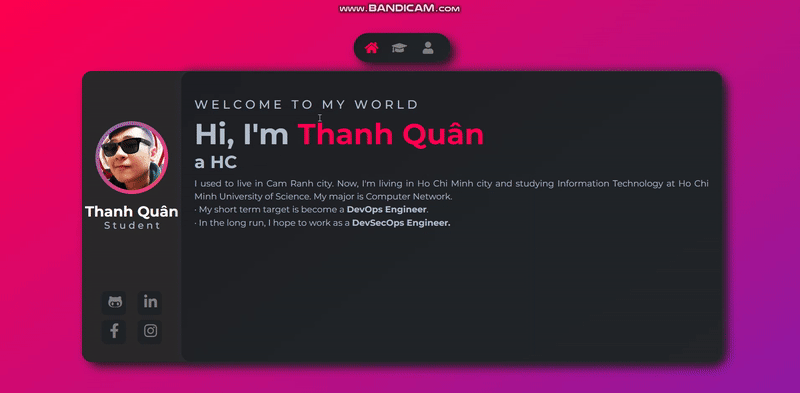 www.BANDICAM.com
WELCOME TO MY WORLD
Hi, I'm Thanh Quân
a HC
I used to live in Cam Ranh city. Now, I'm living in Ho Chi Minh city and studying Information Technology at Ho Chi
Minh University of Science. My major is Computer Network.
· My short term target is become a DevOps Engineer.
· In the long run, I hope to work as a DevSecOps Engineer.
Thanh Quân
Student
in
f